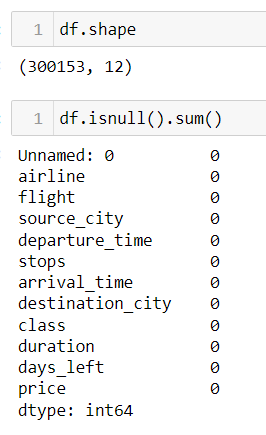 1 df.shape
(300153, 12)
1 df.isnull().sum()
Unnamed: 0 0
airline 0
flight 0
source_city 0
departure_time 0
stops 0
arrival_time 0
destination_city 0
class 0
duration 0
days_left 0
price 0
dtype: int64